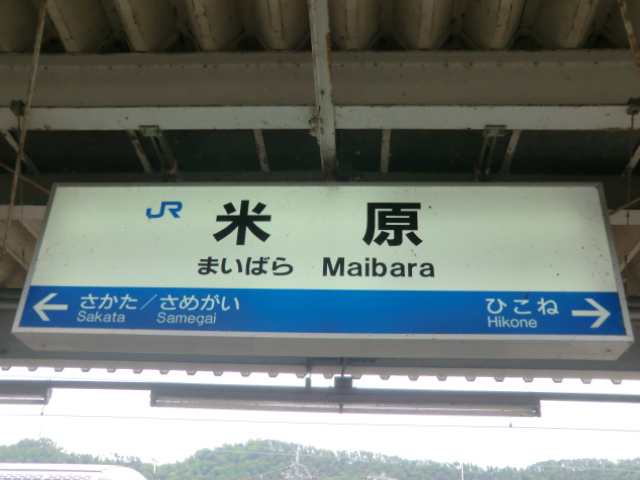 JR 米原
まいばら Maibara
← さかた／さめがい ひこね →
Sakata Samegai Hikone